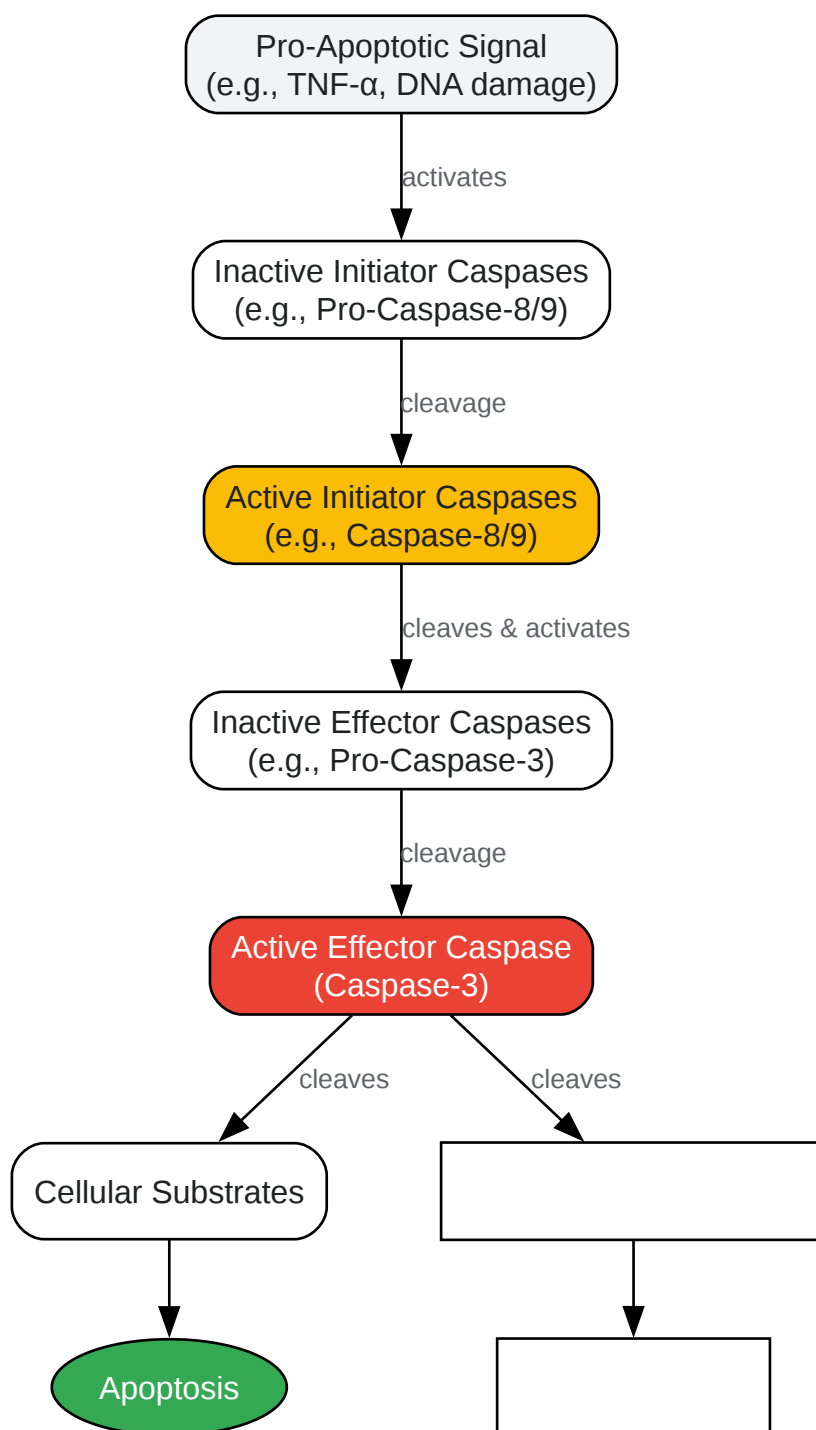 Pro-Apoptotic Signal
(e.g., TNF-α, DNA damage)
activates
Inactive Initiator Caspases
(e.g., Pro-Caspase-8/9)
cleavage
Active Initiator Caspases
(e.g., Caspase-8/9)
cleaves & activates
Inactive Effector Caspases
(e.g., Pro-Caspase-3)
cleavage
Active Effector Caspase
(Caspase-3)
cleaves
cleaves
Cellular Substrates
Apoptosis